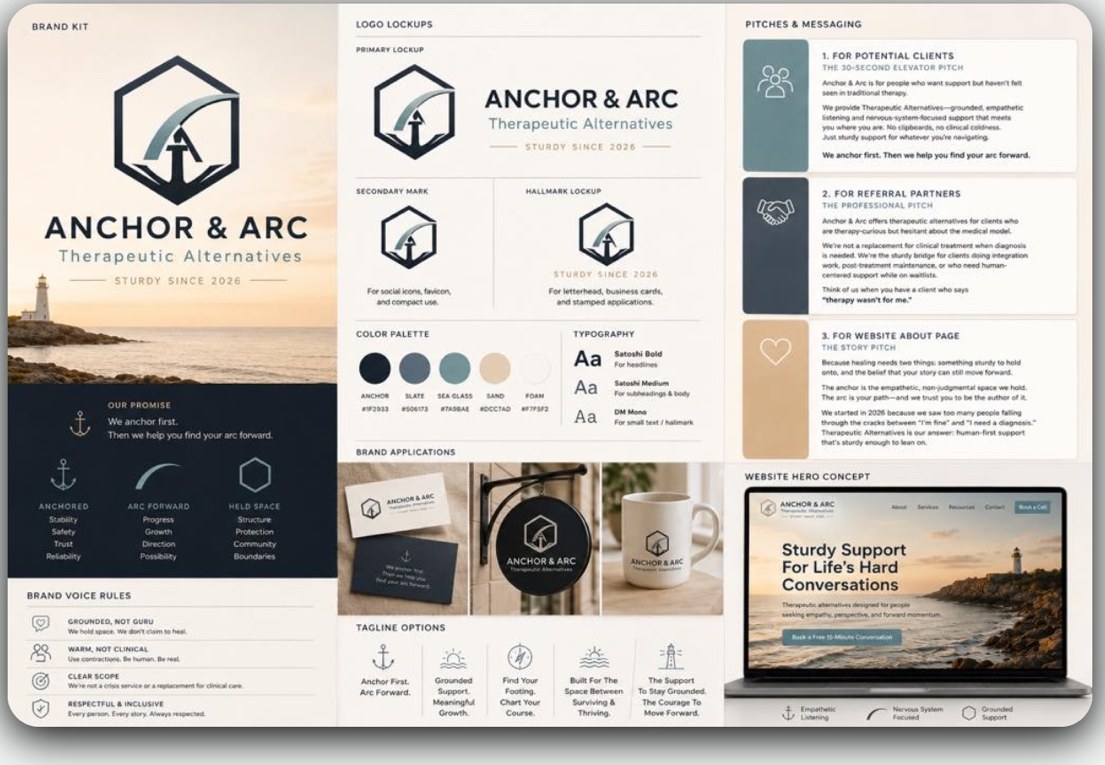 BRAND KIT
ANCHOR & ARC
Therapeutic Alternatives
STURDY SINCE 2026
OUR PROMISE
We anchor first.
Then we help you find your arc forward.
ANCHORED
Stability
Safety
Trust
Reliability
ARC FORWARD
Progress
Growth
Direction
Possibility
HELD SPACE
Structure
Protection
Community
Boundaries
BRAND VOICE RULES
GROUNDED, NOT GURU
We hold space. We don't claim to heal.
WARM, NOT CLINICAL
Use contractions. Be human. Be real.
CLEAR SCOPE
We're not a crisis service or a replacement for clinical care.
RESPECTFUL & INCLUSIVE
Every person. Every story. Always respected.
LOGO LOCKUPS
PRIMARY LOCKUP
ANCHOR & ARC
Therapeutic Alternatives
STURDY SINCE 2026
SECONDARY MARK
For social icons, favicon,
and compact use.
HALLMARK LOCKUP
STURDY SINCE 2026
For letterhead, business cards,
and stamped applications.
COLOR PALETTE
ANCHOR
#1F2933
SLATE
#506173
SEA GLASS
#7A9BAE
SAND
#DCC7AD
FOAM
#F7F5F2
TYPOGRAPHY
Aa
Satoshi Bold
For headlines
Aa
Satoshi Medium
For subheadings & body
Aa
DM Mono
For small text / hallmark
BRAND APPLICATIONS
ANCHOR & ARC
Therapeutic Alternatives
We anchor first.
Then we help you
find your arc forward.
ANCHOR & ARC
Therapeutic Alternatives
ANCHOR & ARC
Therapeutic Alternatives
TAGLINE OPTIONS
Anchor First.
Arc Forward.
Grounded
Support.
Meaningful
Growth.
Find Your
Footing.
Chart Your
Course.
Built For The
Space Between
Surviving &
Thriving.
The Support
To Stay Grounded.
The Courage To
Move Forward.
PITCHES & MESSAGING
1. FOR POTENTIAL CLIENTS
THE 30-SECOND ELEVATOR PITCH
Anchor & Arc is for people who want support but haven't felt
seen in traditional therapy.
We provide Therapeutic Alternatives—grounded, empathetic
listening and nervous-system-focused support that meets
you where you are. No clipboards, no clinical coldness.
Just sturdy support for whatever you're navigating.
We anchor first. Then we help you find your arc forward.
2. FOR REFERRAL PARTNERS
THE PROFESSIONAL PITCH
Anchor & Arc offers therapeutic alternatives for clients who
are therapy-curious but hesitant about the medical model.
We're not a replacement for clinical treatment when diagnosis
is needed. We're the sturdy bridge for clients doing integration
work, post-treatment maintenance, or who need human-
centered support while on waitlists.
Think of us when you have a client who says
"therapy wasn't for me."
3. FOR WEBSITE ABOUT PAGE
THE STORY PITCH
Because healing needs two things: something sturdy to hold
onto, and the belief that your story can still move forward.
The anchor is the empathetic, non-judgmental space we hold.
The arc is your path—and we trust you to be the author of it.
We started in 2026 because we saw too many people falling
through the cracks between "I'm fine" and "I need a diagnosis."
Therapeutic Alternatives is our answer: human-first support
that's sturdy enough to lean on.
WEBSITE HERO CONCEPT
ANCHOR & ARC
Therapeutic Alternatives
About Services Resources Contact Book a Call
Sturdy Support
For Life's Hard
Conversations
Therapeutic alternatives designed for people
seeking empathy, perspective, and forward momentum.
Book a Free 15-Minute Conversation
Empathetic
Listening
Nervous System
Focused
Grounded
Support